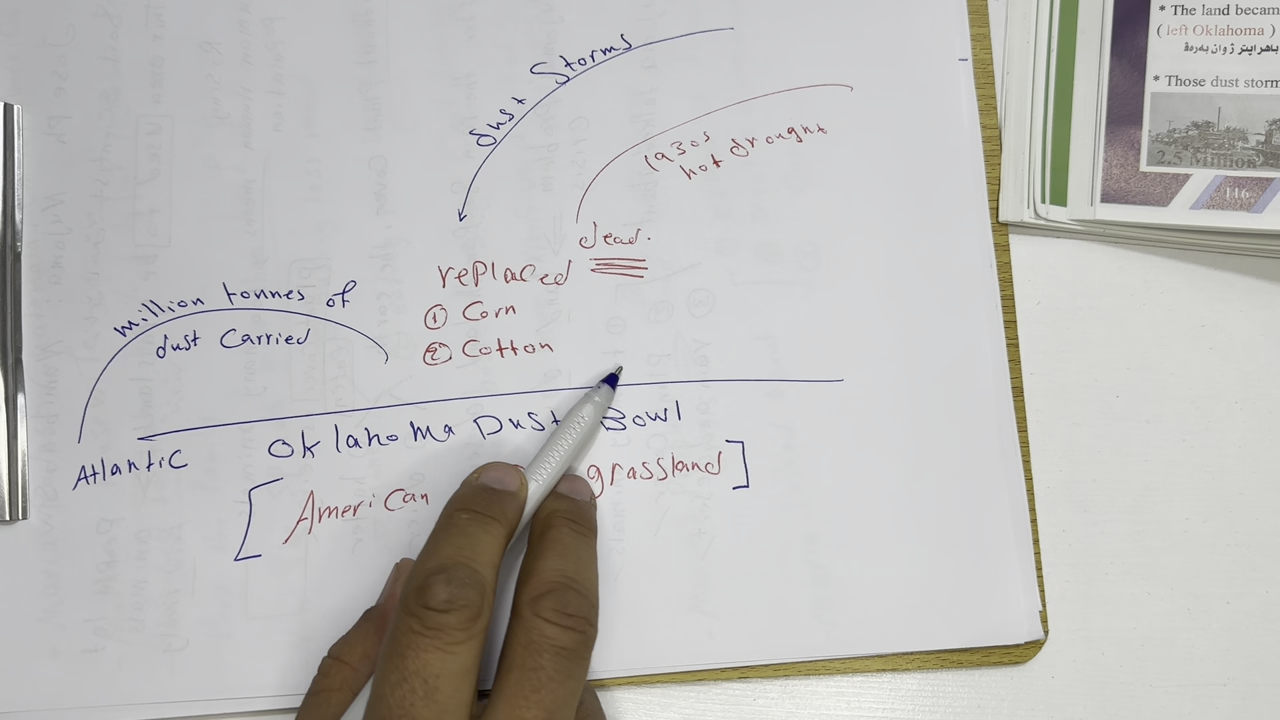 dust Storms
1930s
hot drought
dead.
replaced
① Corn
② Cotton
million tonnes of
dust Carried
Oklahoma Dust Bowl
Atlantic
[ American grassland ]
* The land becam
( left Oklahoma )
* Those dust storm
2.5 Million
116